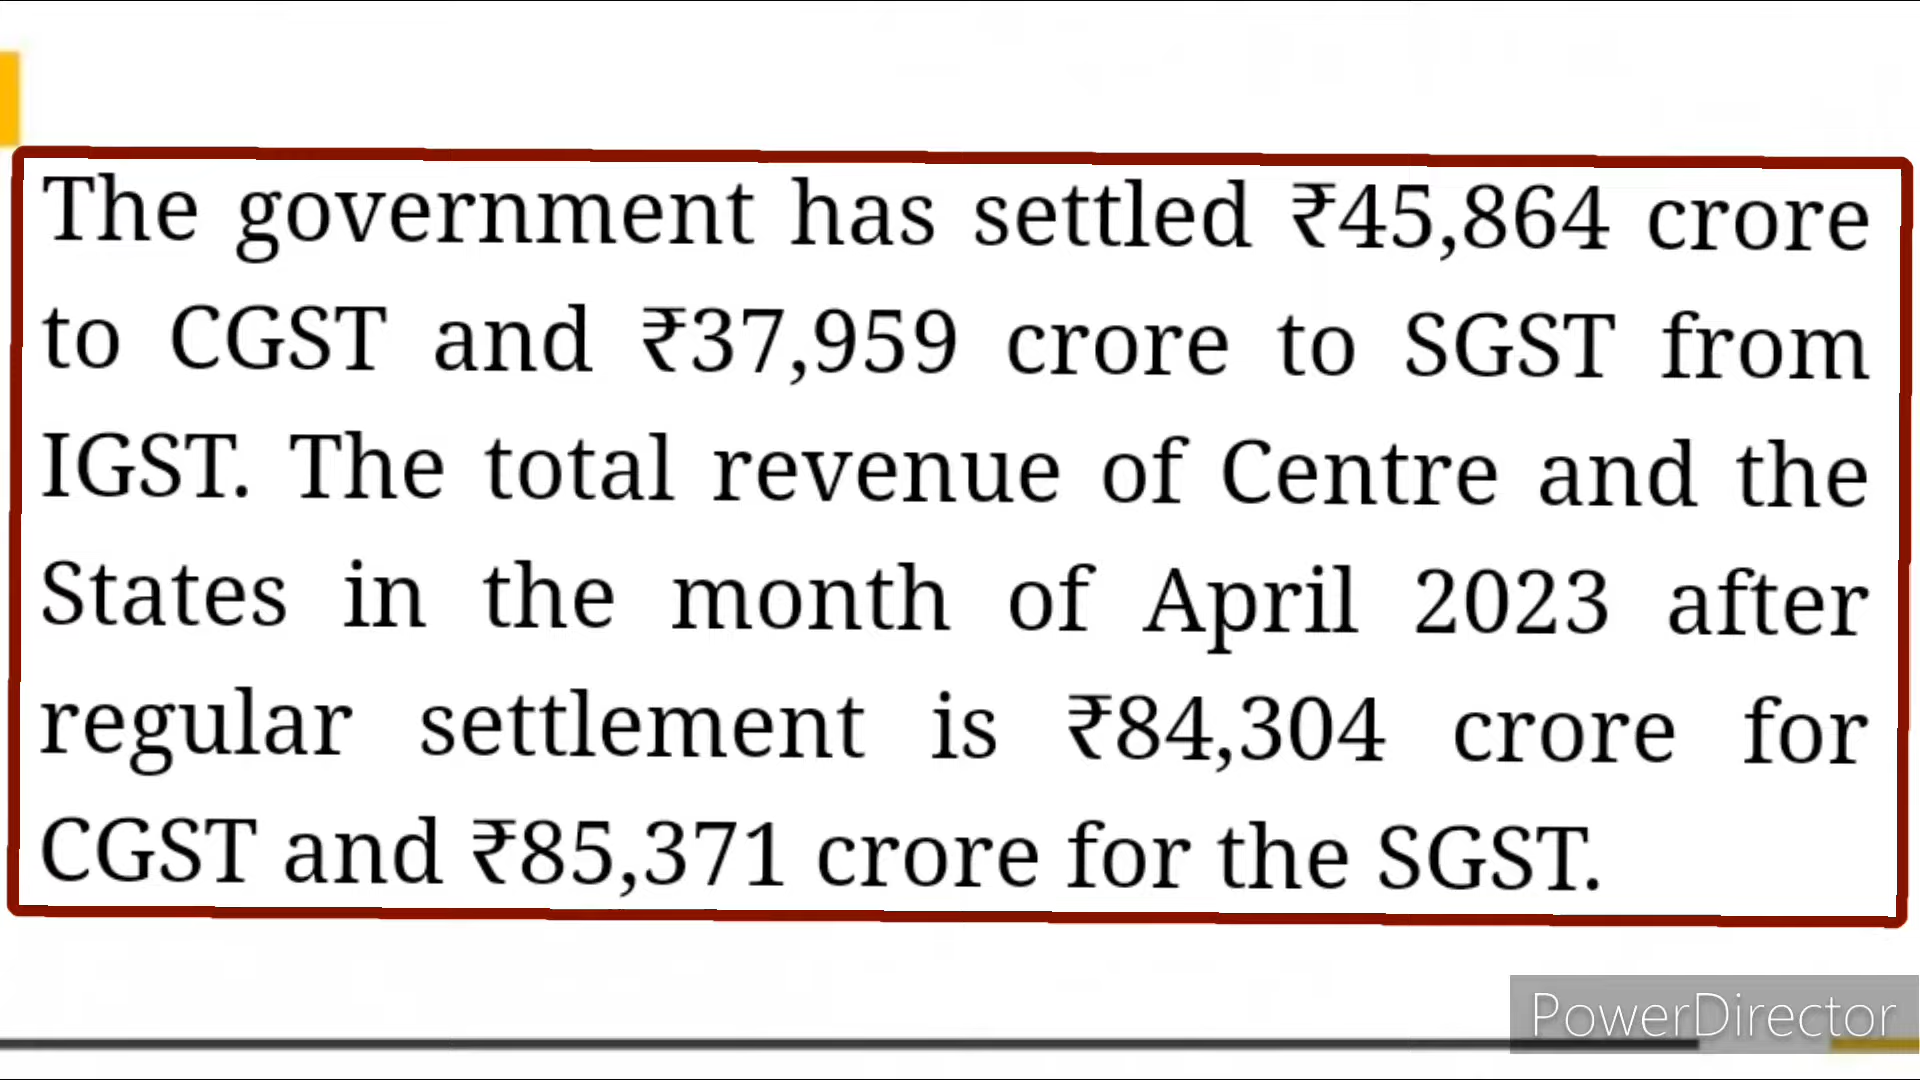 The government has settled ₹45,864 crore
to CGST and ₹37,959 crore to SGST from
IGST. The total revenue of Centre and the
States in the month of April 2023 after
regular settlement is ₹84,304 crore for
CGST and ₹85,371 crore for the SGST.
PowerDirector